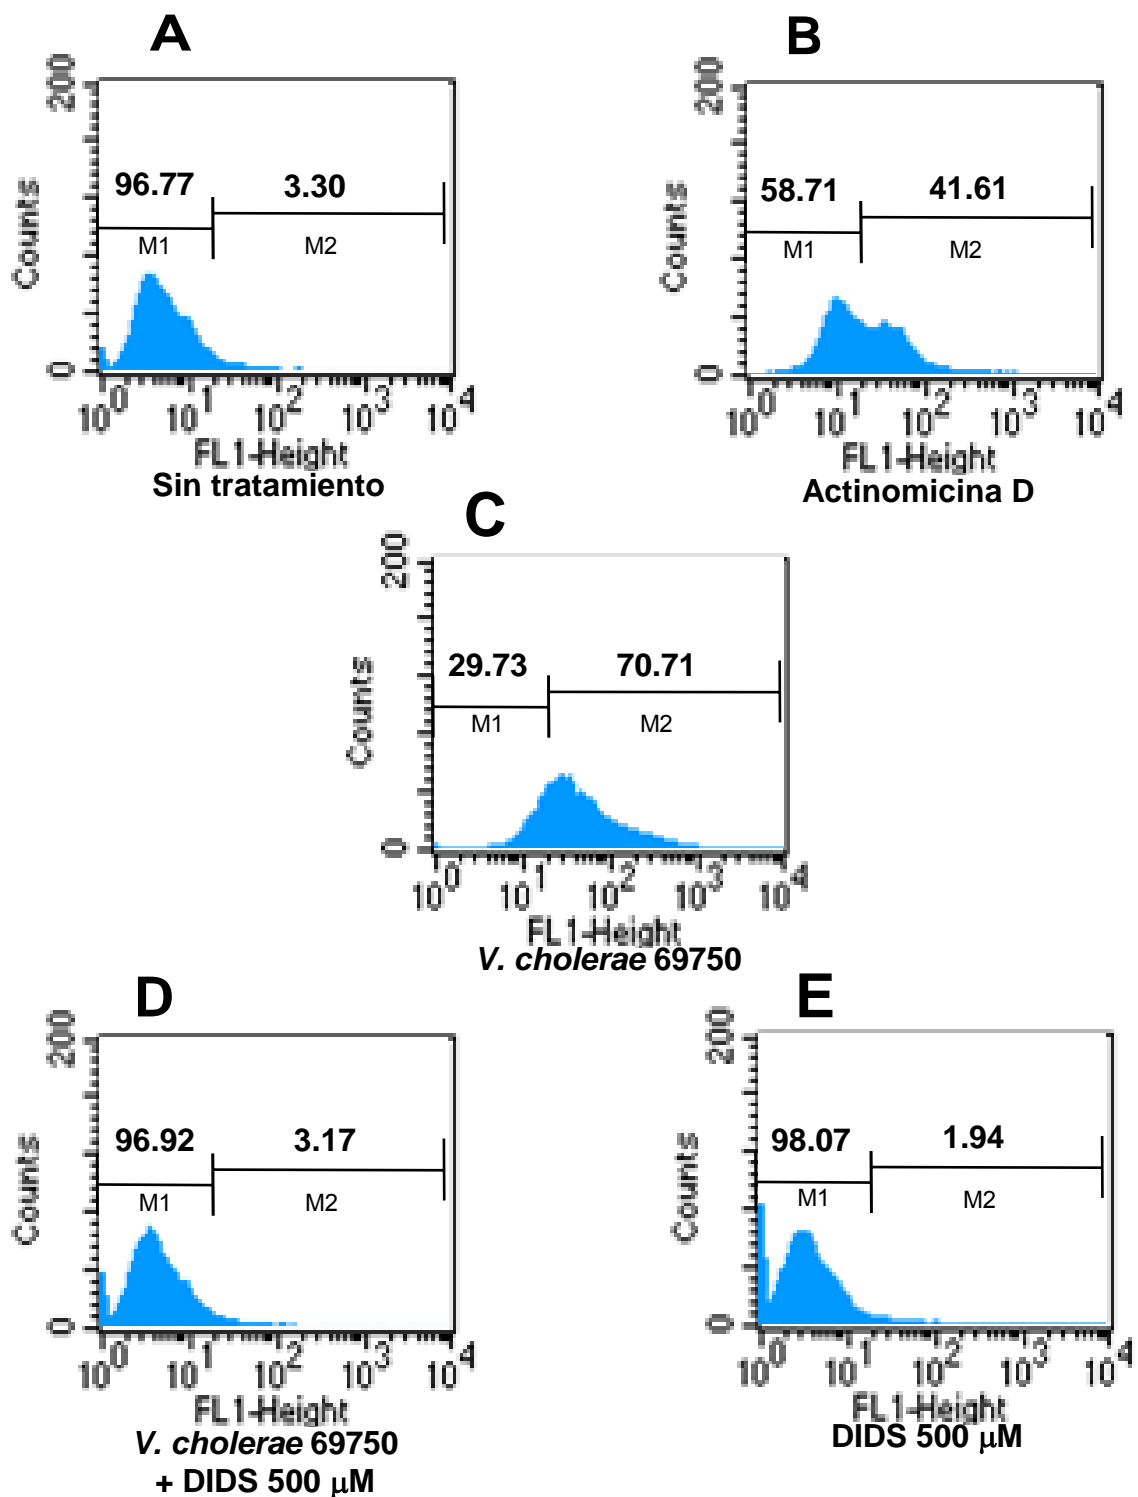 A
200
Counts
0
96.77
3.30
M1
M2
10^0 10^1 10^2 10^3 10^4
FL1-Height
Sin tratamiento
B
200
Counts
0
58.71
41.61
M1
M2
10^0 10^1 10^2 10^3 10^4
FL1-Height
Actinomicina D
C
200
Counts
0
29.73
70.71
M1
M2
10^0 10^1 10^2 10^3 10^4
FL1-Height
V. cholerae 69750
D
200
Counts
0
96.92
3.17
M1
M2
10^0 10^1 10^2 10^3 10^4
FL1-Height
V. cholerae 69750
+ DIDS 500 μM
E
200
Counts
0
98.07
1.94
M1
M2
10^0 10^1 10^2 10^3 10^4
FL1-Height
DIDS 500 μM